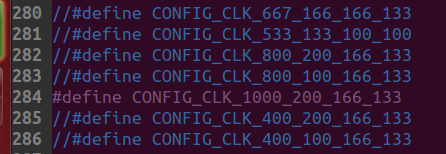 280 //#define CONFIG_CLK_667_166_166_133
281 //#define CONFIG_CLK_533_133_100_100
282 //#define CONFIG_CLK_800_200_166_133
283 //#define CONFIG_CLK_800_100_166_133
284 #define CONFIG_CLK_1000_200_166_133
285 //#define CONFIG_CLK_400_200_166_133
286 //#define CONFIG_CLK_400_100_166_133